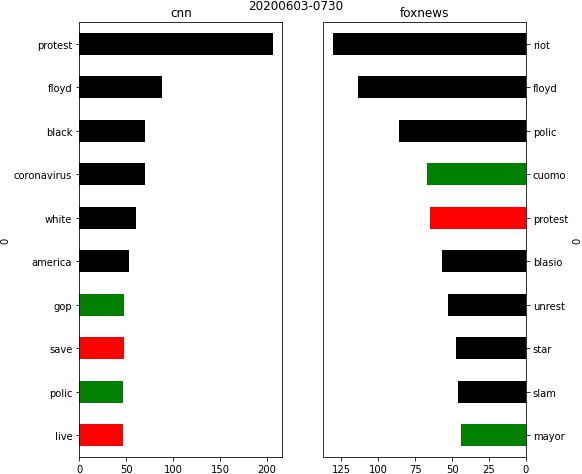 20200603-0730
cnn
foxnews
protest
floyd
black
coronavirus
white
america
gop
save
polic
live
0
0 50 100 150 200
riot
floyd
polic
cuomo
protest
blasio
unrest
star
slam
mayor
0
125 100 75 50 25 0